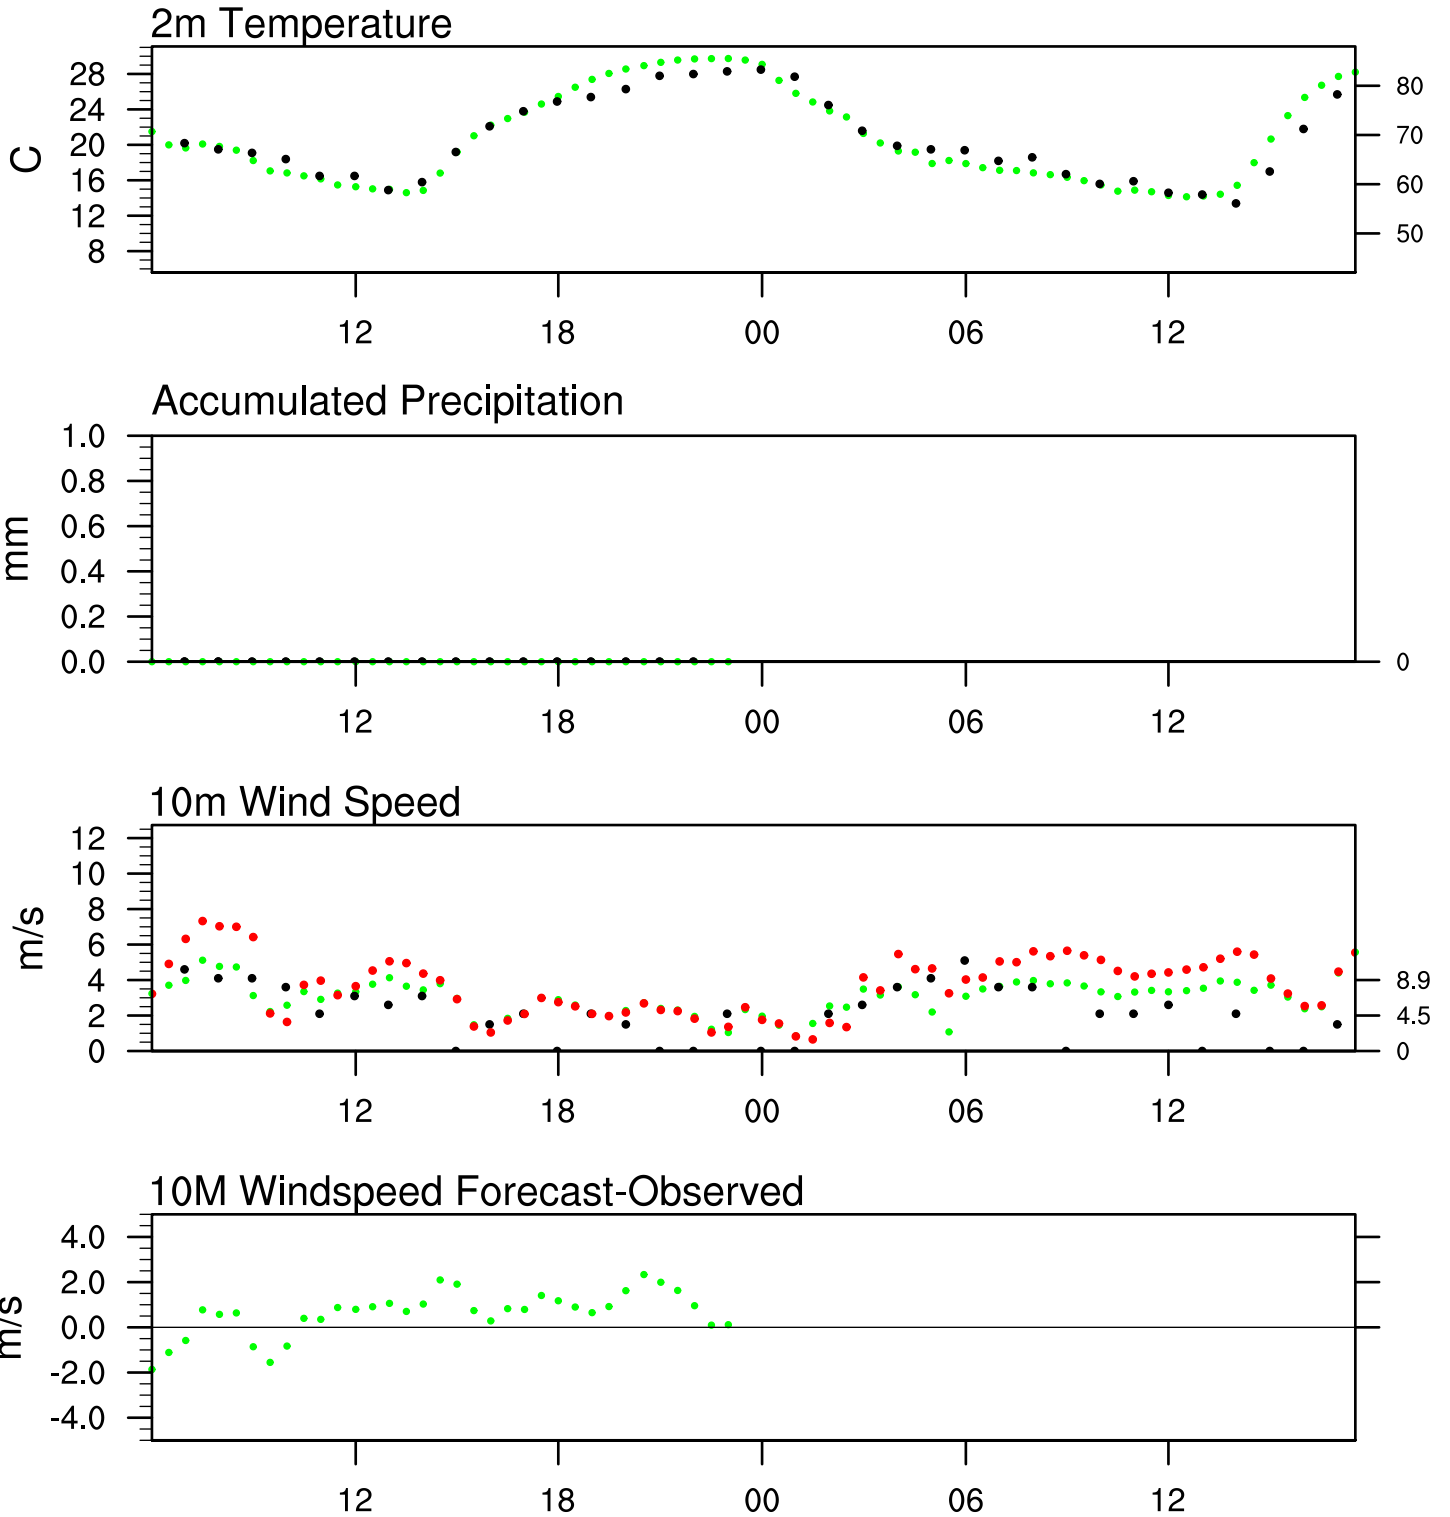 2m Temperature
28
24
20
16
12
8
C
80
70
60
50
12 18 00 06 12
Accumulated Precipitation
1.0
0.8
0.6
0.4
0.2
0.0
mm
0
12 18 00 06 12
10m Wind Speed
12
10
8
6
4
2
0
m/s
8.9
4.5
0
12 18 00 06 12
10M Windspeed Forecast-Observed
4.0
2.0
0.0
-2.0
-4.0
m/s
12 18 00 06 12